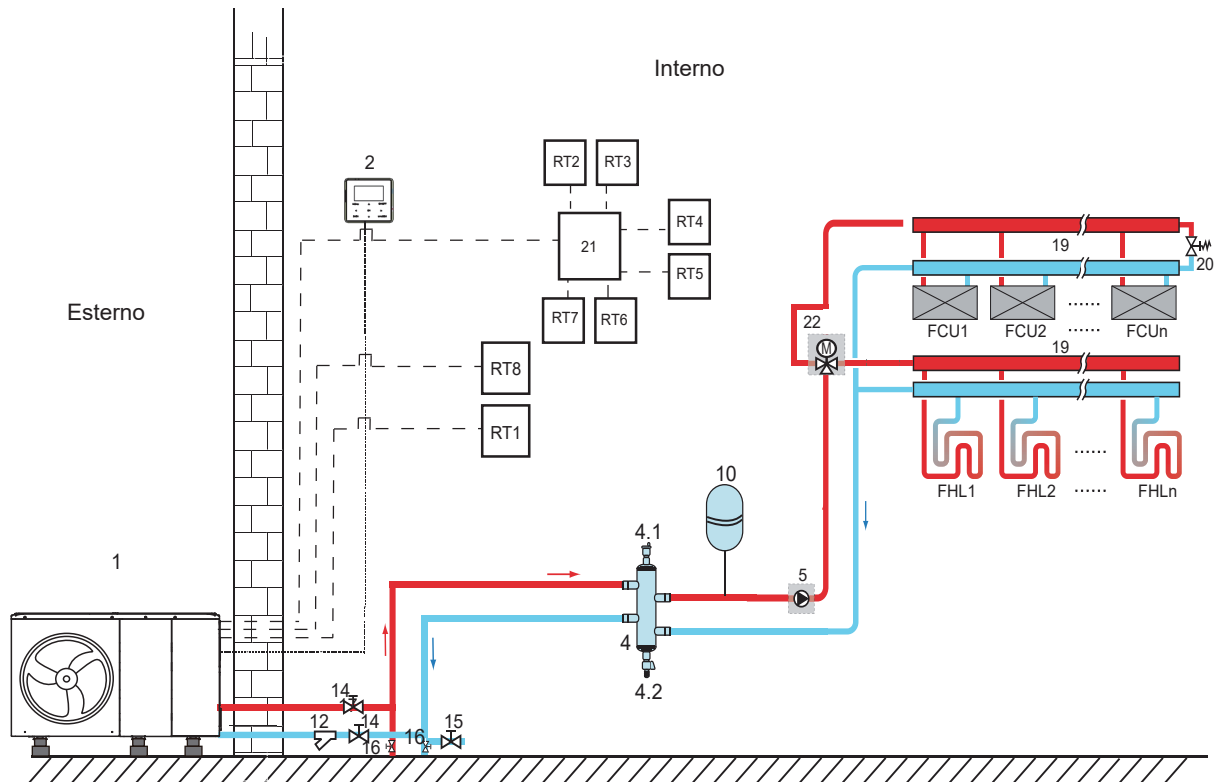 Interno
Esterno
2
RT2
RT3
RT4
21
RT5
RT7
RT6
RT8
RT1
19
20
FCU1
FCU2
......
......
FCUn
22
M
19
......
FHL1
FHL2
......
FHLn
10
4.1
5
4
4.2
1
14
12
14
16
16
15